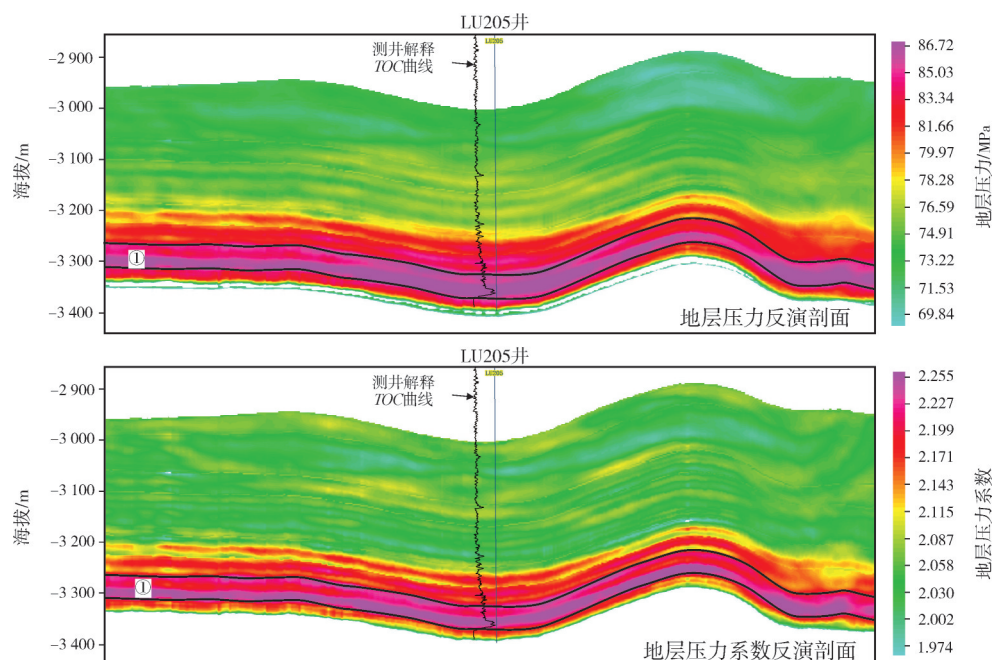 LU205井
测井解释
TOC曲线
LU205
海拔/m
-2 900
-3 000
-3 100
-3 200
-3 300
-3 400
①
地层压力反演剖面
86.72
85.03
83.34
81.66
79.97
78.28
76.59
74.91
73.22
71.53
69.84
地层压力/MPa
LU205井
测井解释
TOC曲线
LU205
海拔/m
-2 900
-3 000
-3 100
-3 200
-3 300
-3 400
①
地层压力系数反演剖面
2.255
2.227
2.199
2.171
2.143
2.115
2.087
2.058
2.030
2.002
1.974
地层压力系数